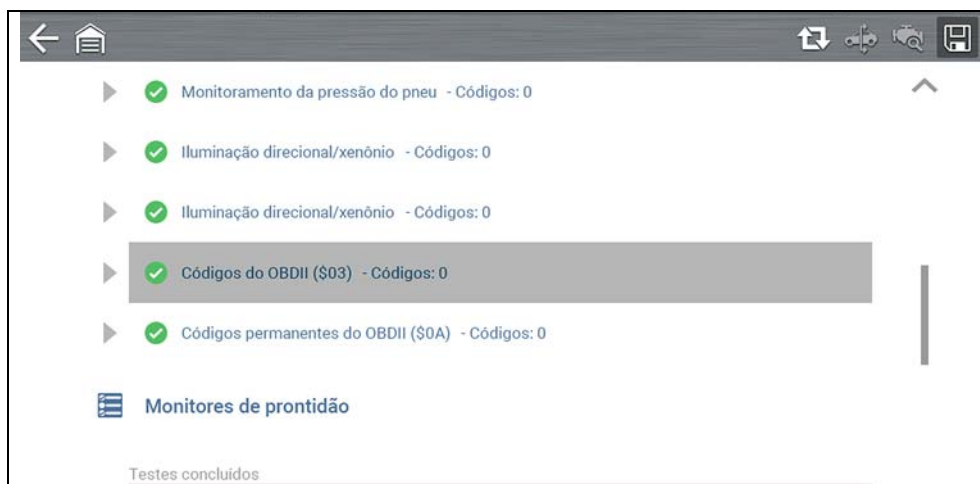 Monitoramento da pressão do pneu - Códigos: 0
Iluminação direcional/xenônio - Códigos: 0
Iluminação direcional/xenônio - Códigos: 0
Códigos do OBDII ($03) - Códigos: 0
Códigos permanentes do OBDII ($0A) - Códigos: 0
Monitores de prontidão
Testes concluídos